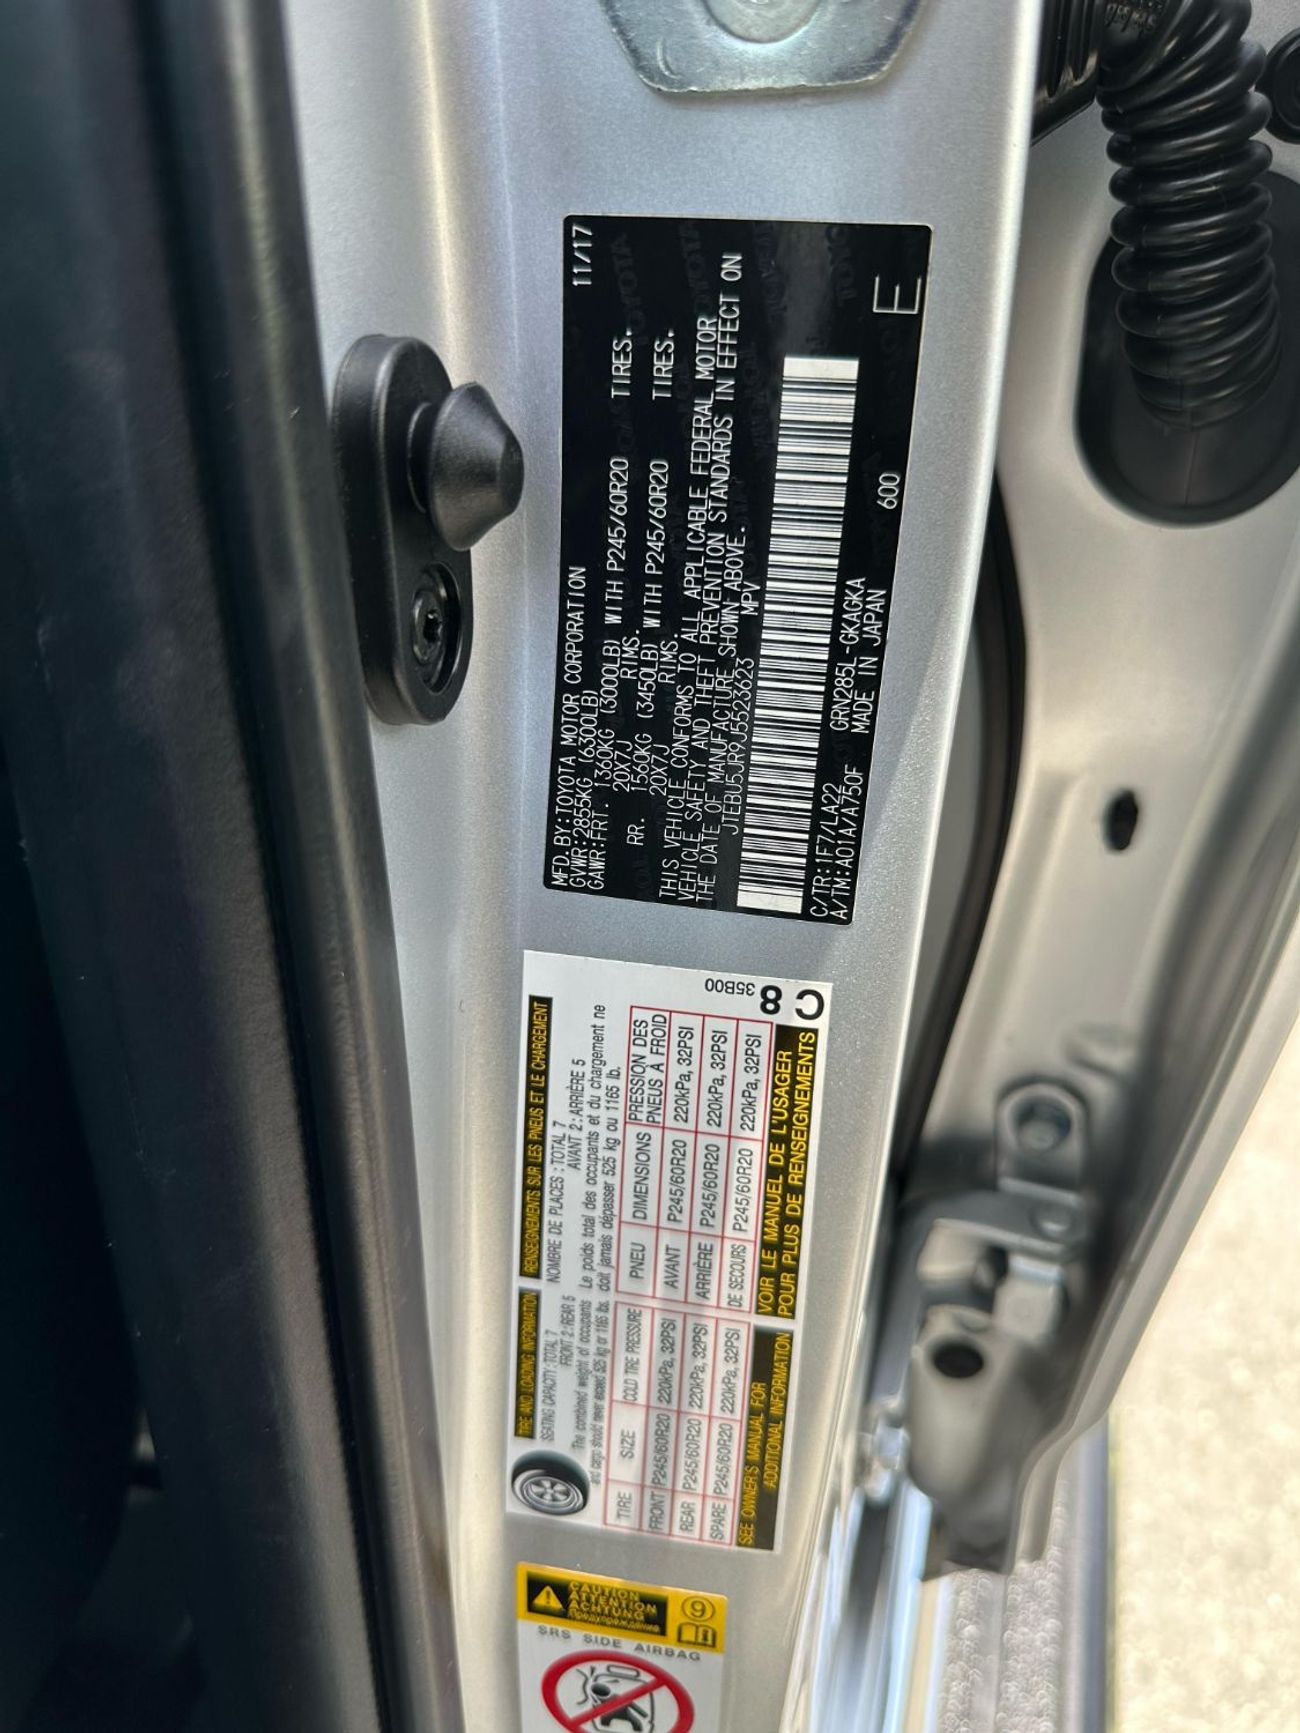 MFD. BY: TOYOTA MOTOR CORPORATION 11/17
GVWR: 2855KG (6300LB)
GAWR: FRT. 1360KG (3000LB) WITH P245/60R20 TIRES.
20X7J RIMS.
RR. 1560KG (3450LB) WITH P245/60R20 TIRES.
20X7J RIMS.
THIS VEHICLE CONFORMS TO ALL APPLICABLE FEDERAL MOTOR
VEHICLE SAFETY AND THEFT PREVENTION STANDARDS IN EFFECT ON
THE DATE OF MANUFACTURE SHOWN ABOVE.
JTEBU5JR9J5523623 MPV
C/TR: 1F7/LA22 GRN285L-GKAGKA 600
A/TM: A01A/A750F MADE IN JAPAN E
TIRE AND LOADING INFORMATION
SEATING CAPACITY : TOTAL 7
FRONT 2 : REAR 5
The combined weight of occupants
and cargo should never exceed 525 kg or 1165 lb.
TIRE SIZE COLD TIRE PRESSURE
FRONT P245/60R20 220kPa, 32PSI
REAR P245/60R20 220kPa, 32PSI
SPARE P245/60R20 220kPa, 32PSI
SEE OWNER'S MANUAL FOR
ADDITIONAL INFORMATION
RENSEIGNEMENTS SUR LES PNEUS ET LE CHARGEMENT
NOMBRE DE PLACES : TOTAL 7
AVANT 2 : ARRIÈRE 5
Le poids total des occupants et du chargement ne
doit jamais dépasser 525 kg ou 1165 lb.
PNEU DIMENSIONS PRESSION DES
PNEUS À FROID
AVANT P245/60R20 220kPa, 32PSI
ARRIÈRE P245/60R20 220kPa, 32PSI
DE SECOURS P245/60R20 220kPa, 32PSI
VOIR LE MANUEL DE L'USAGER
POUR PLUS DE RENSEIGNEMENTS
35B00
C8
CAUTION
ATTENTION
ACHTUNG
Предупреждение
9
SRS SIDE AIRBAG